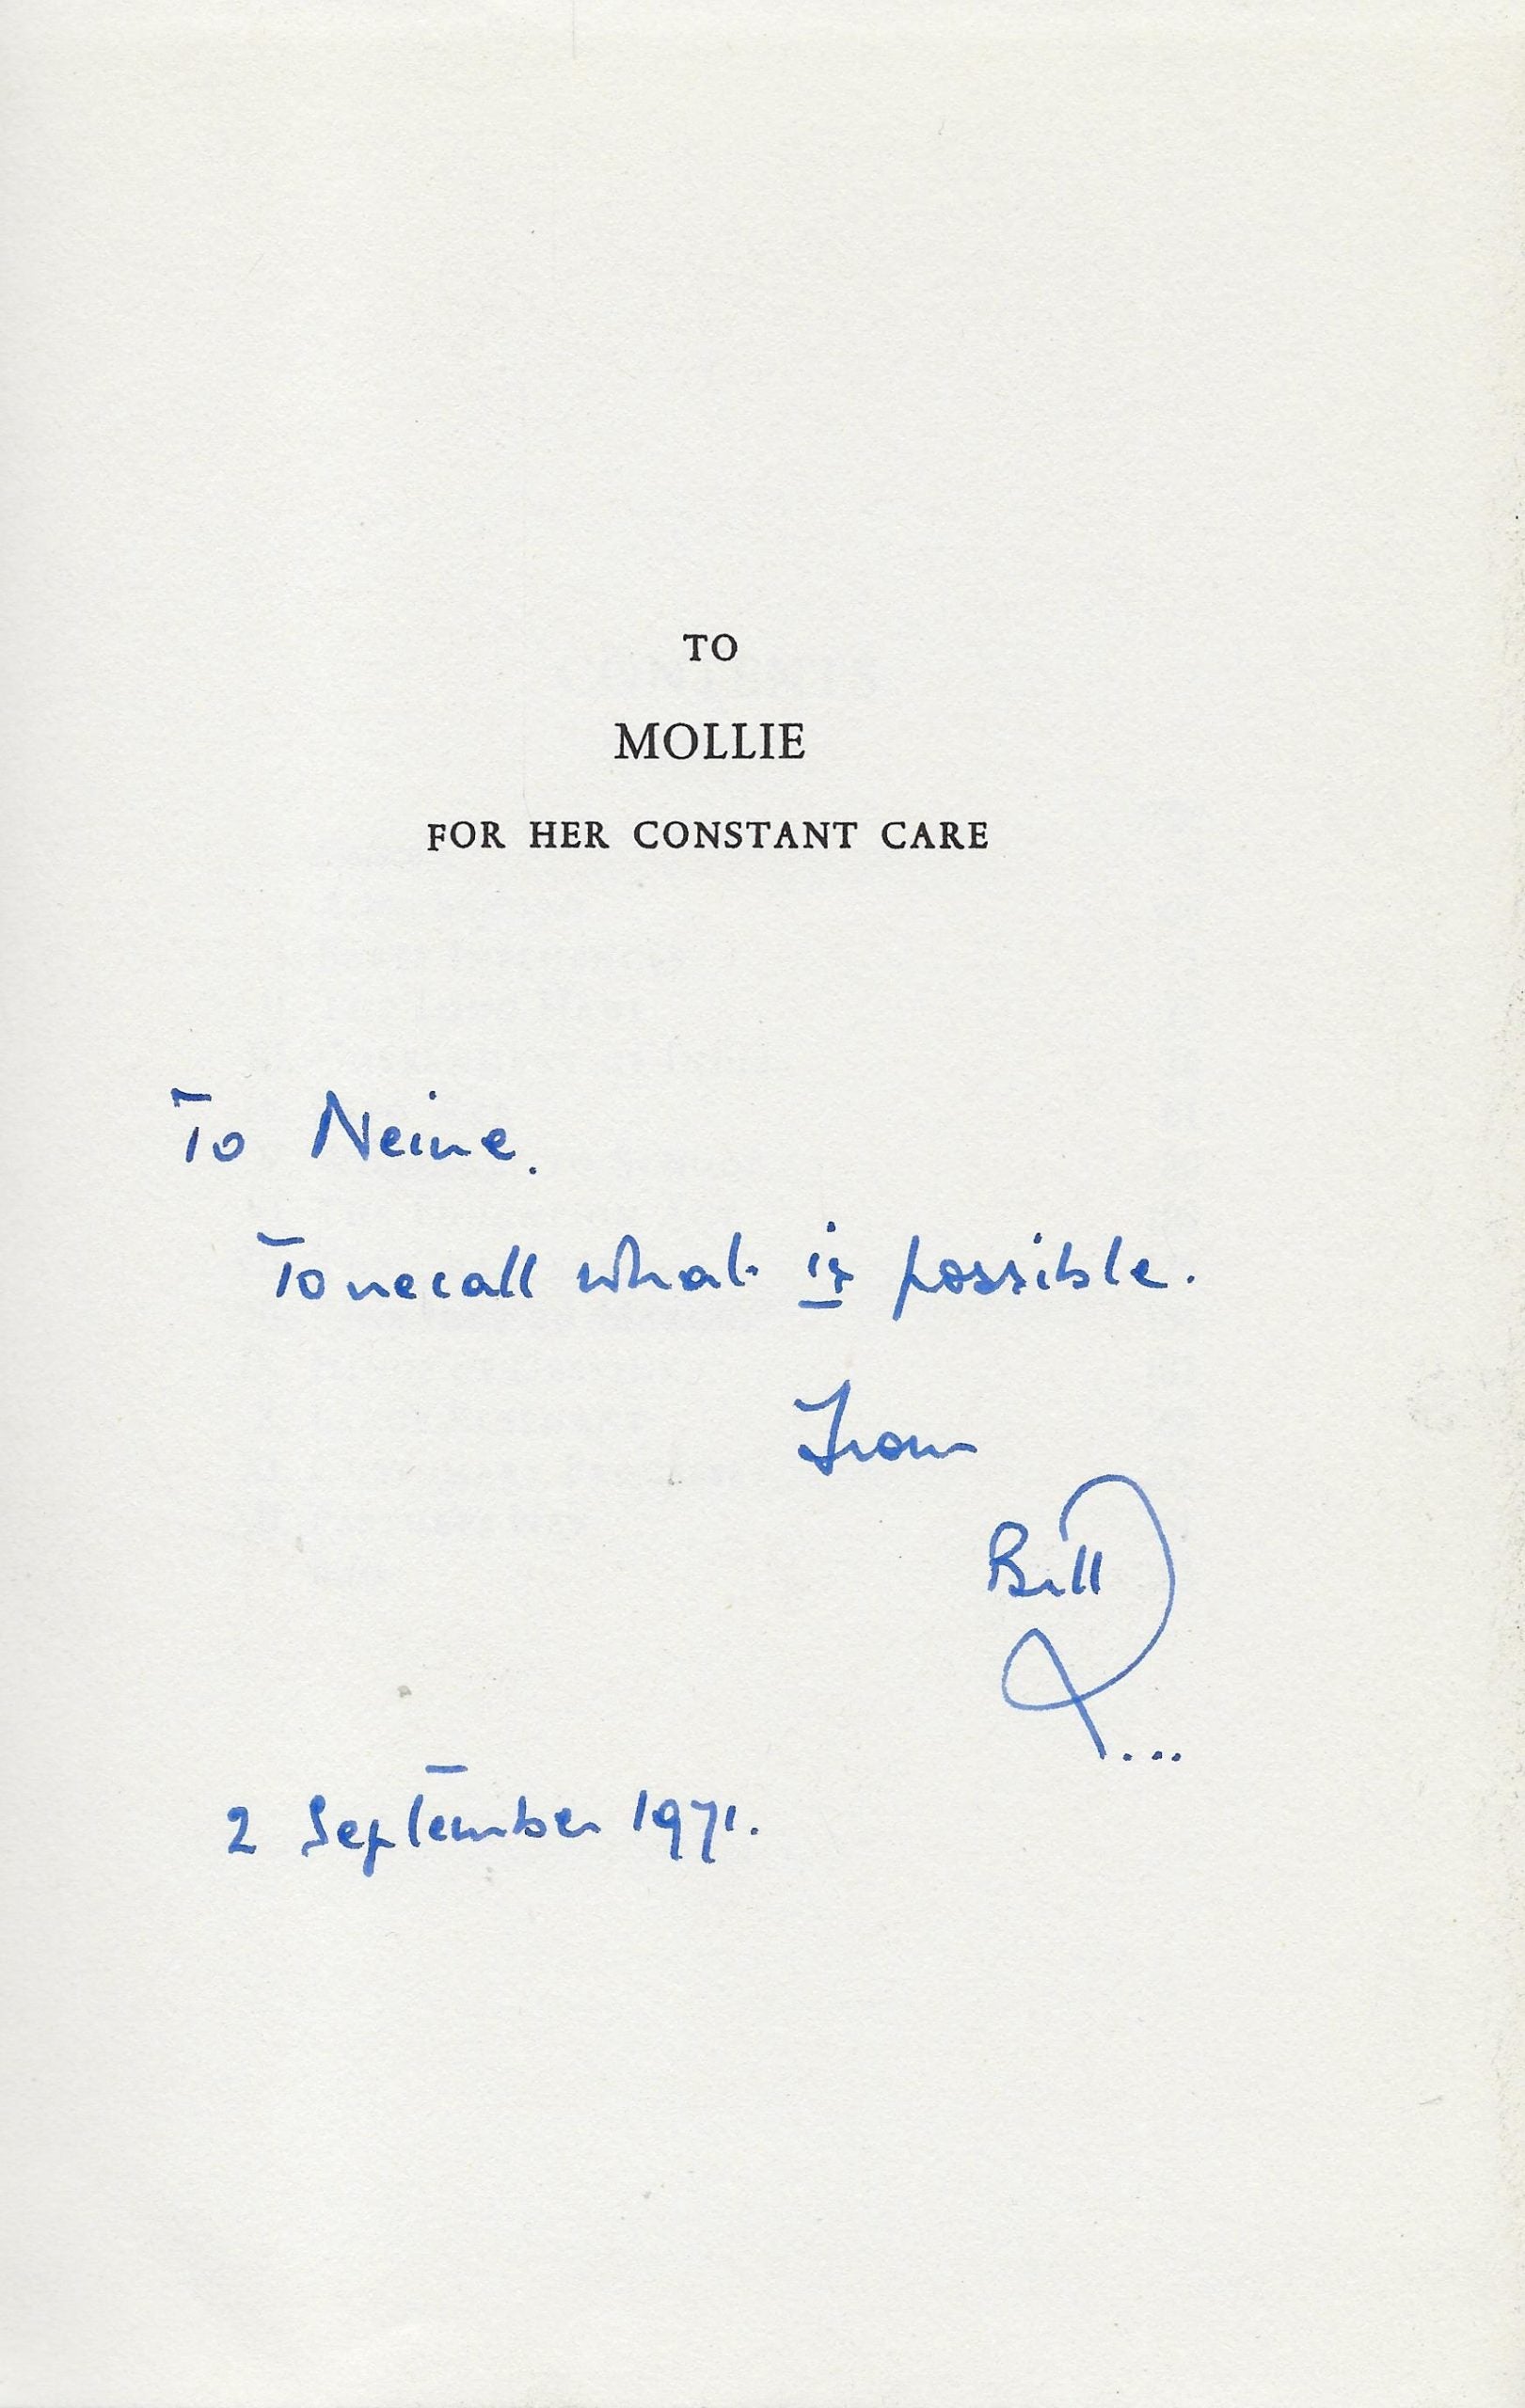 TO
MOLLIE
FOR HER CONSTANT CARE
To Neine.
To recall what is possible.
From
Bill
2 September 1971.